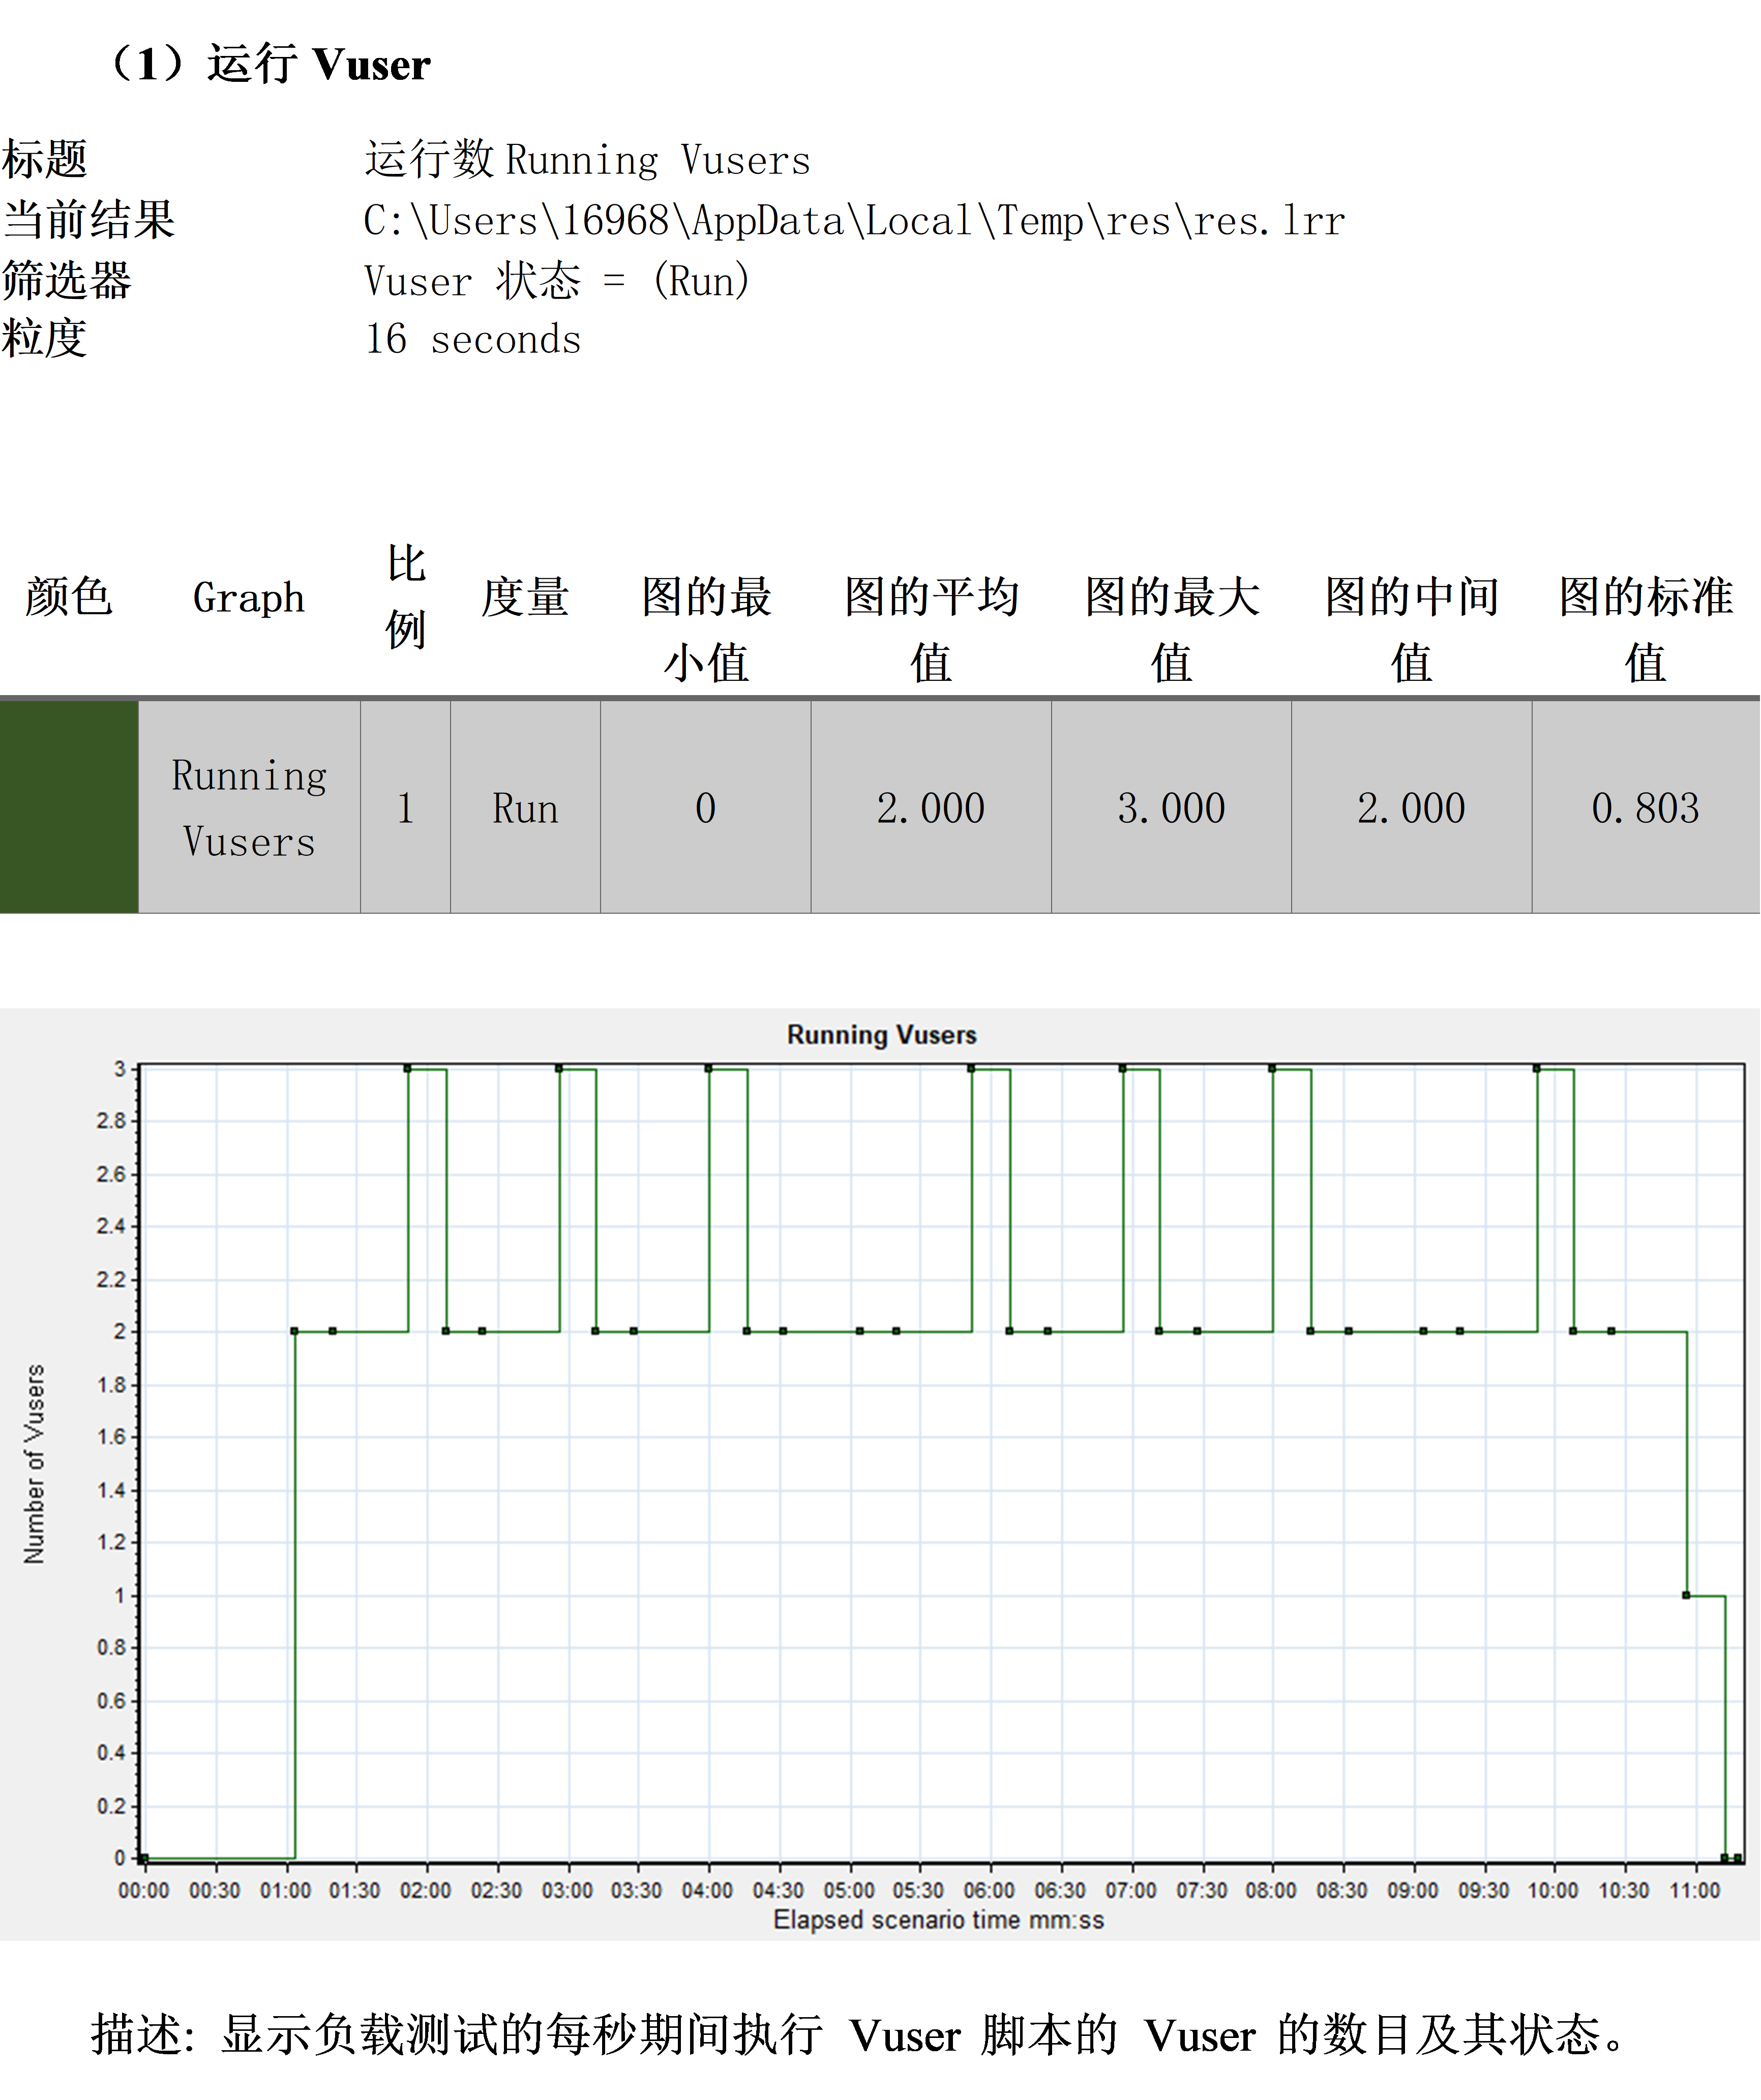 （1）运行 Vuser
标题 运行数 Running Vusers
当前结果 C:\Users\16968\AppData\Local\Temp\res\res.lrr
筛选器 Vuser 状态 = (Run)
粒度 16 seconds
颜色 Graph 比例 度量 图的最小值 图的平均值 图的最大值 图的中间值 图的标准值
Running Vusers 1 Run 0 2.000 3.000 2.000 0.803
Running Vusers
3
2.8
2.6
2.4
2.2
2
1.8
1.6
1.4
1.2
1
0.8
0.6
0.4
0.2
0
Number of Vusers
00:00 00:30 01:00 01:30 02:00 02:30 03:00 03:30 04:00 04:30 05:00 05:30 06:00 06:30 07:00 07:30 08:00 08:30 09:00 09:30 10:00 10:30 11:00
Elapsed scenario time mm:ss
描述: 显示负载测试的每秒期间执行 Vuser 脚本的 Vuser 的数目及其状态。